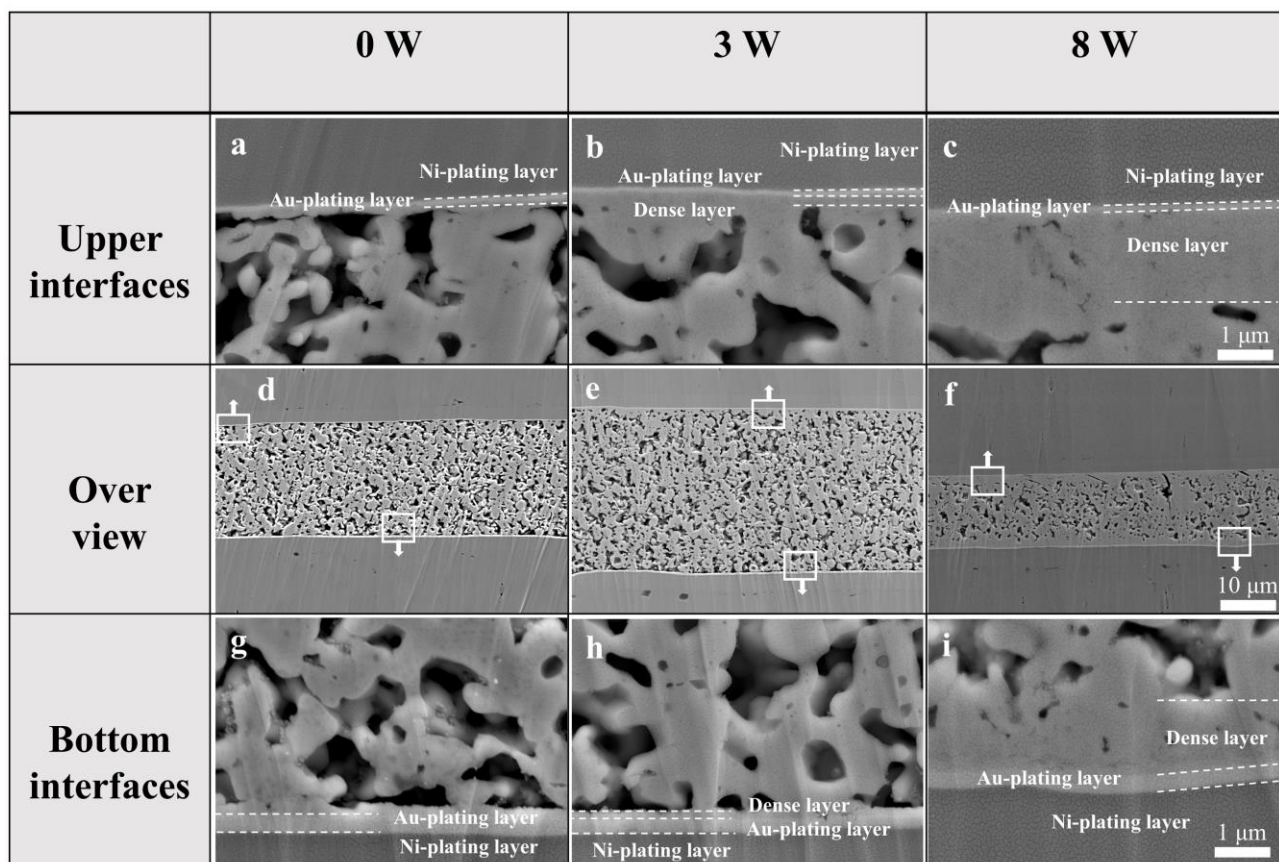 0 W
3 W
8 W
Upper
interfaces
a
Ni-plating layer
Au-plating layer
b
Ni-plating layer
Au-plating layer
Dense layer
c
Ni-plating layer
Au-plating layer
Dense layer
1 μm
Over
view
d
e
f
10 μm
Bottom
interfaces
g
Au-plating layer
Ni-plating layer
h
Dense layer
Au-plating layer
Ni-plating layer
i
Dense layer
Au-plating layer
Ni-plating layer
1 μm